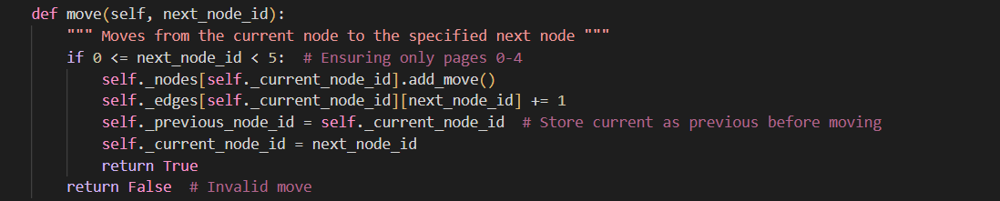 def move(self, next_node_id):
    """ Moves from the current node to the specified next node """
    if 0 <= next_node_id < 5:  # Ensuring only pages 0-4
        self._nodes[self._current_node_id].add_move()
        self._edges[self._current_node_id][next_node_id] += 1
        self._previous_node_id = self._current_node_id  # Store current as previous before moving
        self._current_node_id = next_node_id
        return True
    return False  # Invalid move